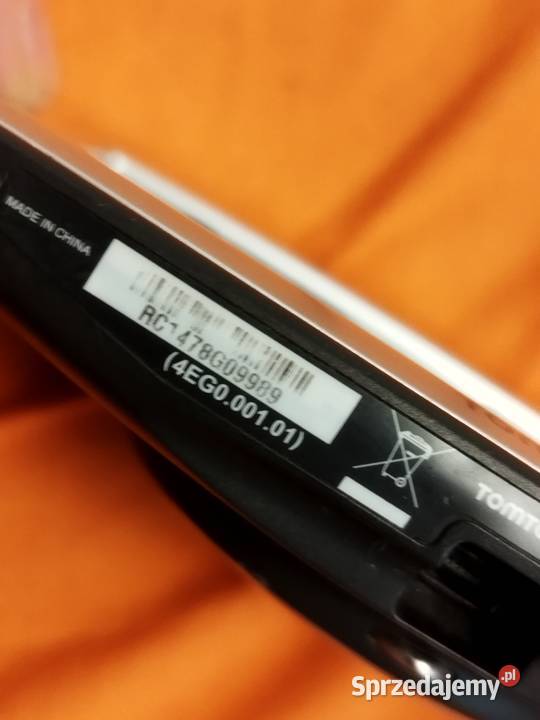 MADE IN CHINA
RC1478G09989
(4EG0.001.01)
TOMTO
Sprzedajemy.pl